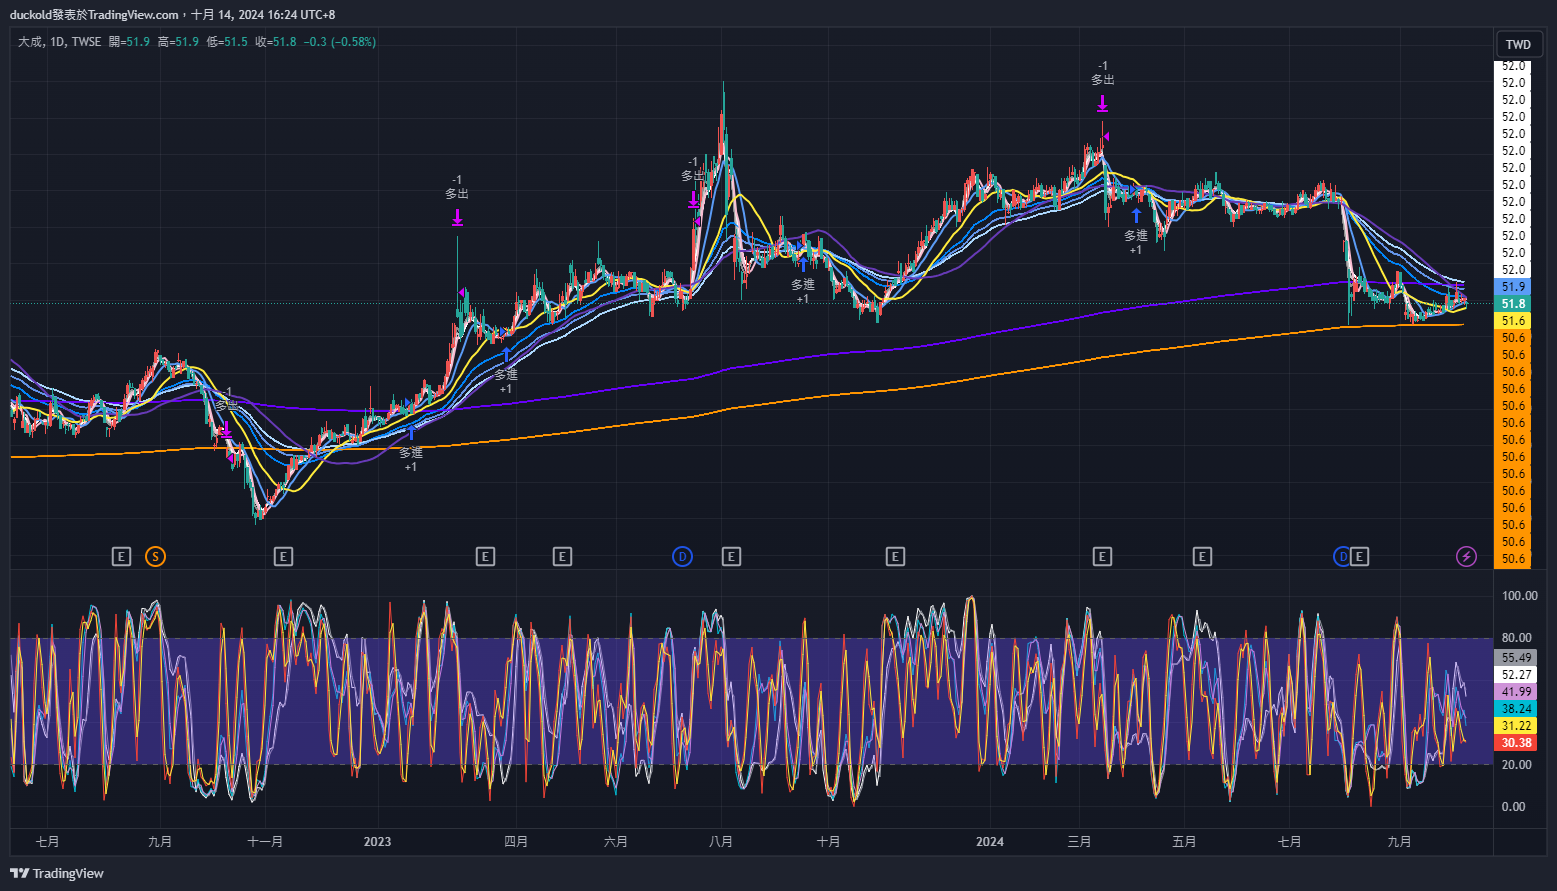 duckold發表於TradingView.com，十月 14, 2024 16:24 UTC+8
大成, 1D, TWSE 開=51.9 高=51.9 低=51.5 收=51.8 −0.3 (−0.58%)
TWD
52.0
52.0
52.0
52.0
52.0
52.0
52.0
52.0
52.0
52.0
52.0
52.0
52.0
51.9
51.8
51.6
50.6
50.6
50.6
50.6
50.6
50.6
50.6
50.6
50.6
50.6
50.6
50.6
50.6
50.6
-1
多出
-1
多出
-1
多出
-1
多出
多進
+1
多進
+1
多進
+1
多進
+1
E
S
E
E
E
D
E
E
E
E
D
E
100.00
80.00
55.49
52.27
41.99
38.24
31.22
30.38
20.00
0.00
七月 九月 十一月 2023 四月 六月 八月 十月 2024 三月 五月 七月 九月
TradingView